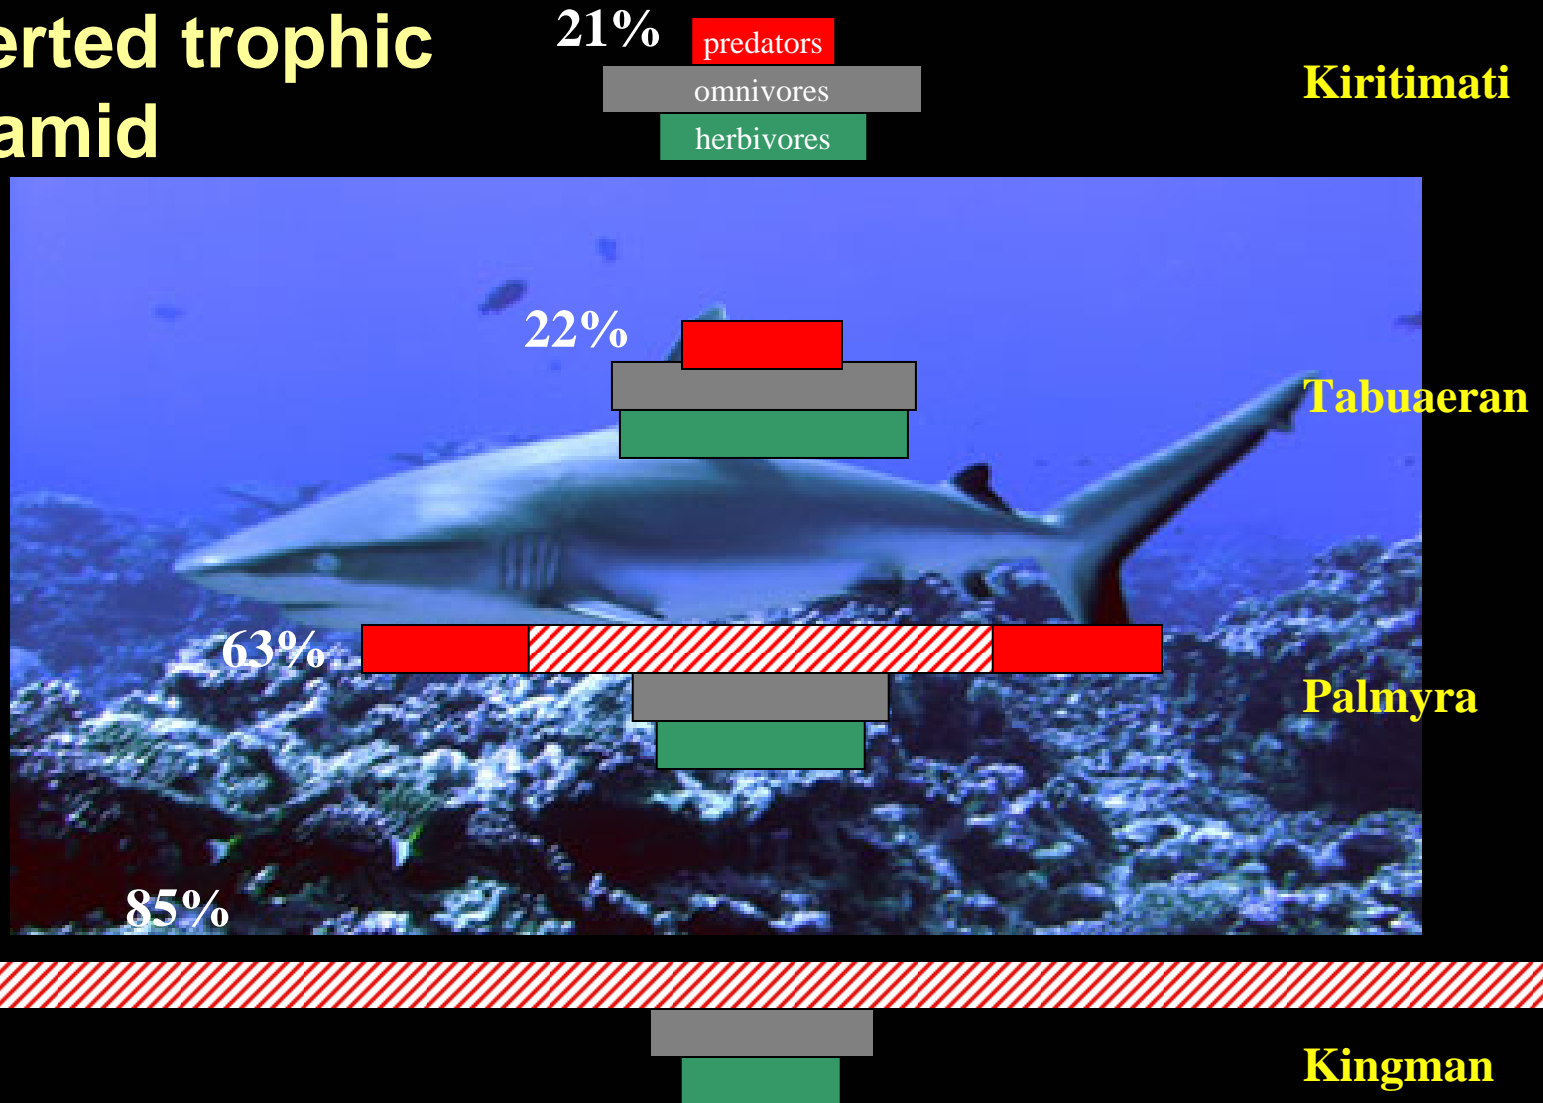 erted trophic
amid
21%
predators
omnivores
herbivores
Kiritimati
22%
Tabuaeran
63%
Palmyra
85%
Kingman